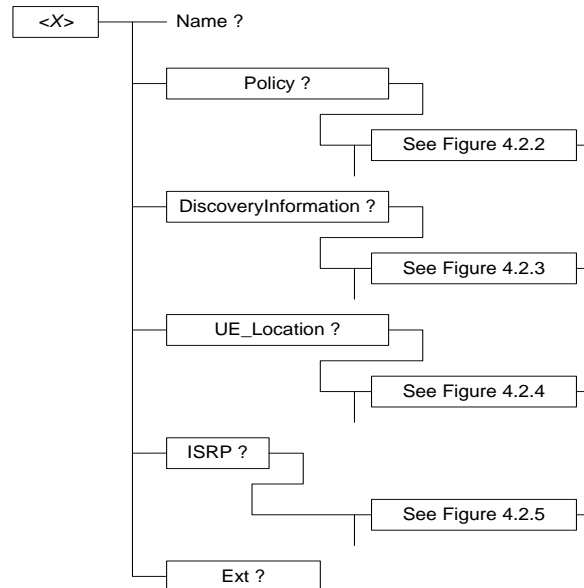 <X>
Name ?
Policy ?
See Figure 4.2.2
DiscoveryInformation ?
See Figure 4.2.3
UE_Location ?
See Figure 4.2.4
ISRP ?
See Figure 4.2.5
Ext ?